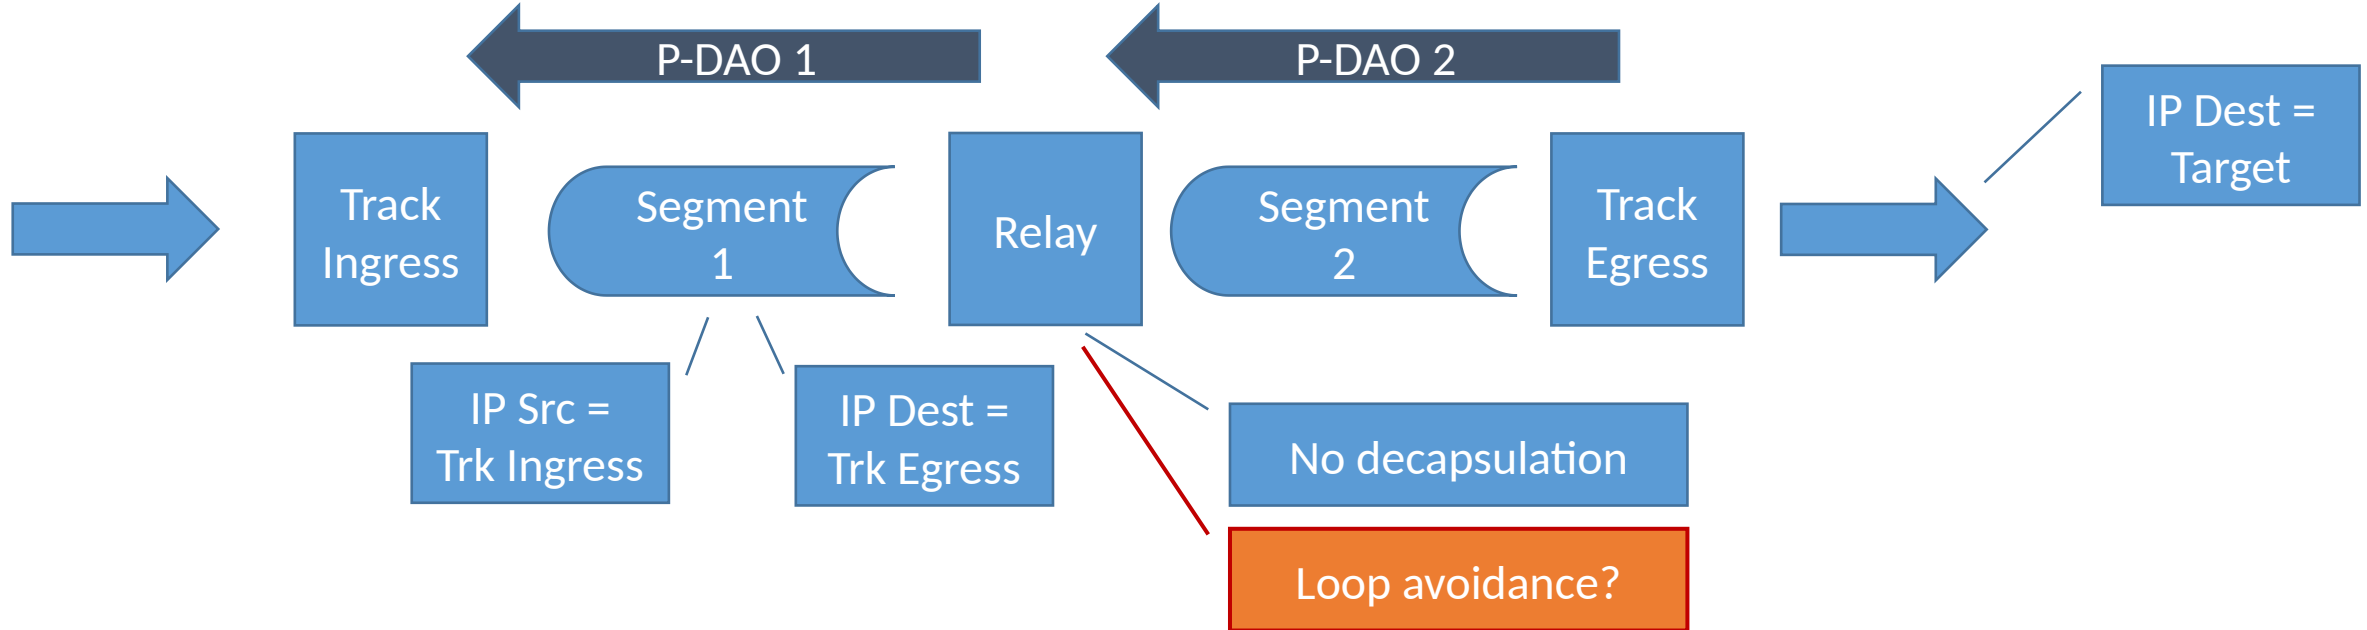 P-DAO 1
P-DAO 2
IP Dest =
Target
Track
Ingress
Segment
1
Relay
Segment
2
Track
Egress
IP Src =
Trk Ingress
IP Dest =
Trk Egress
No decapsulation
Loop avoidance?